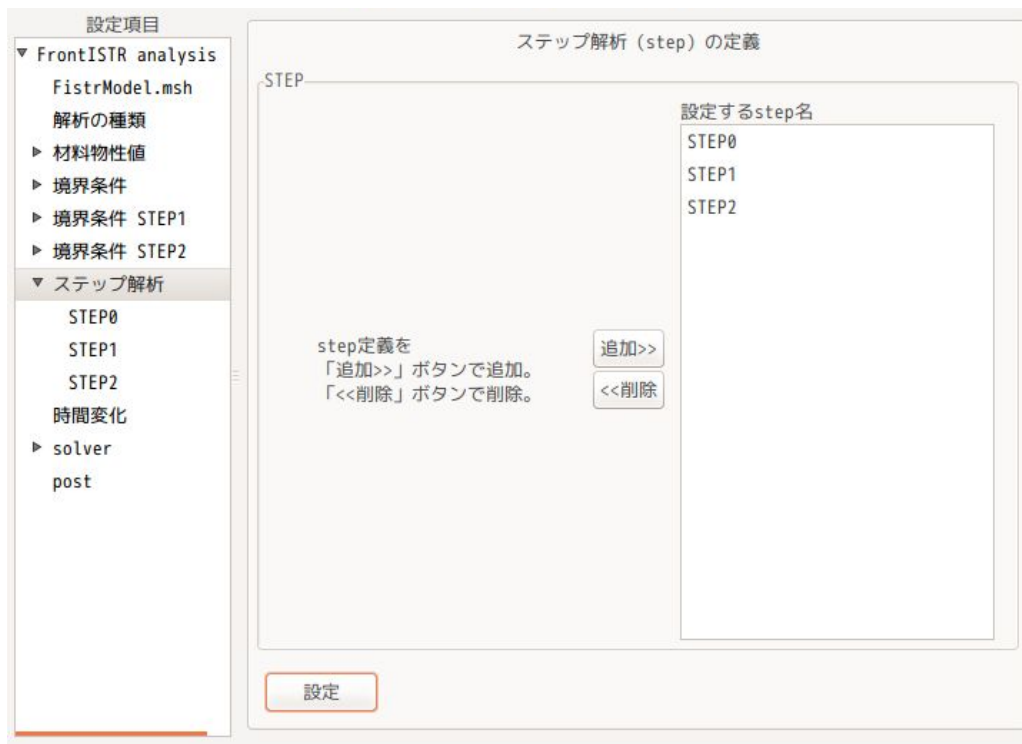 設定項目
FrontISTR analysis
FistrModel.msh
解析の種類
材料物性値
境界条件
境界条件 STEP1
境界条件 STEP2
ステップ解析
STEP0
STEP1
STEP2
時間変化
solver
post
ステップ解析 (step) の定義
STEP
設定するstep名
STEP0
STEP1
STEP2
step定義を
「追加>>」ボタンで追加。
「<<削除」ボタンで削除。
追加>>
<<削除
設定